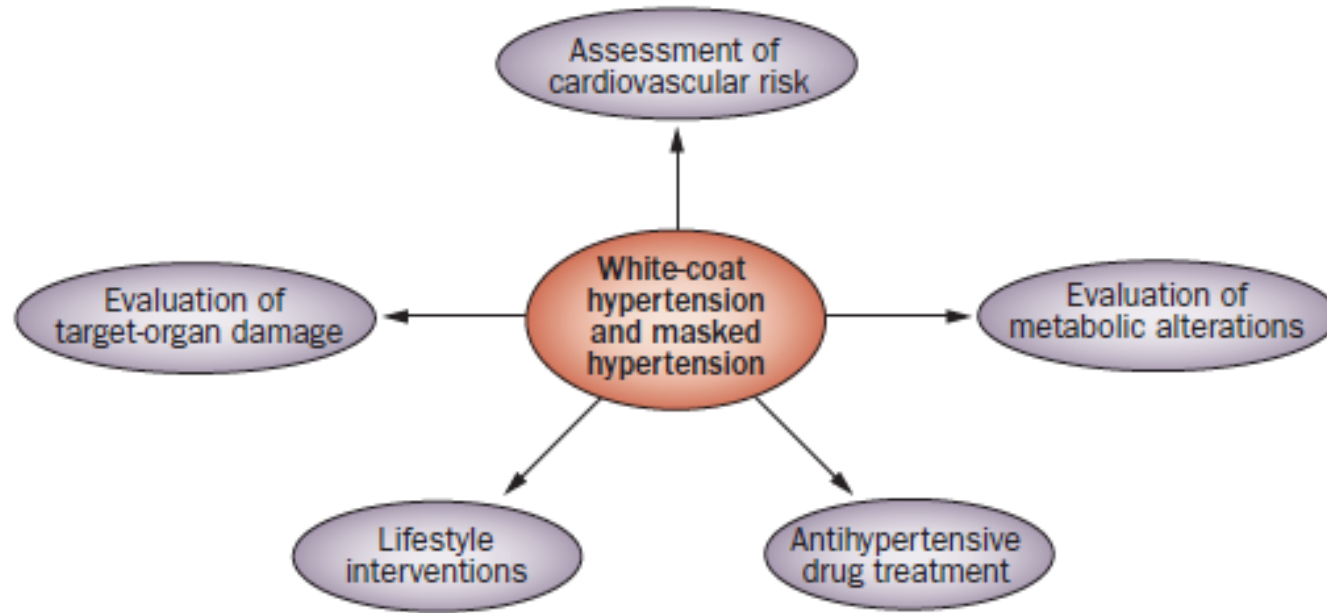 Assessment of
cardiovascular risk
White-coat
hypertension
and masked
hypertension
Evaluation of
target-organ damage
Evaluation of
metabolic alterations
Lifestyle
interventions
Antihypertensive
drug treatment